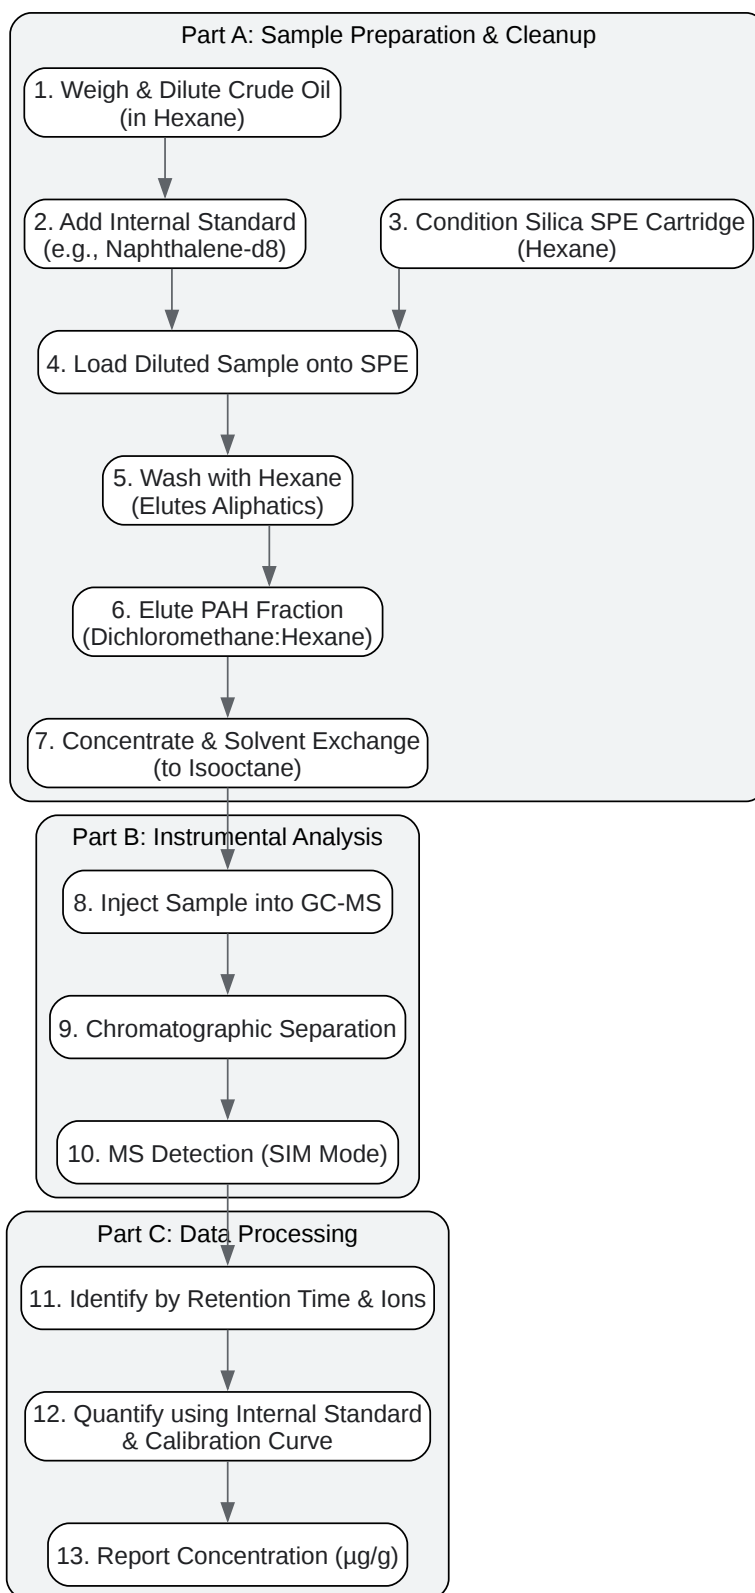 Part A: Sample Preparation & Cleanup
1. Weigh & Dilute Crude Oil
(in Hexane)
2. Add Internal Standard
(e.g., Naphthalene-d8)
3. Condition Silica SPE Cartridge
(Hexane)
4. Load Diluted Sample onto SPE
5. Wash with Hexane
(Elutes Aliphatics)
6. Elute PAH Fraction
(Dichloromethane:Hexane)
7. Concentrate & Solvent Exchange
(to Isooctane)
Part B: Instrumental Analysis
8. Inject Sample into GC-MS
9. Chromatographic Separation
10. MS Detection (SIM Mode)
Part C: Data Processing
11. Identify by Retention Time & Ions
12. Quantify using Internal Standard
& Calibration Curve
13. Report Concentration (µg/g)